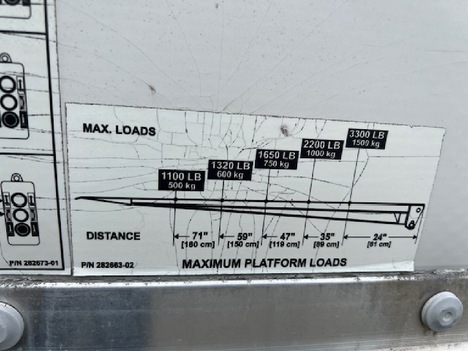 MAX. LOADS
3300 LB
1500 kg
2200 LB
1000 kg
1650 LB
750 kg
1320 LB
600 kg
1100 LB
500 kg
DISTANCE
71" 59" 47" 35" 24"
[180 cm] [150 cm] [119 cm] [89 cm] [61 cm]
P/N 282673-01
P/N 282663-02
MAXIMUM PLATFORM LOADS